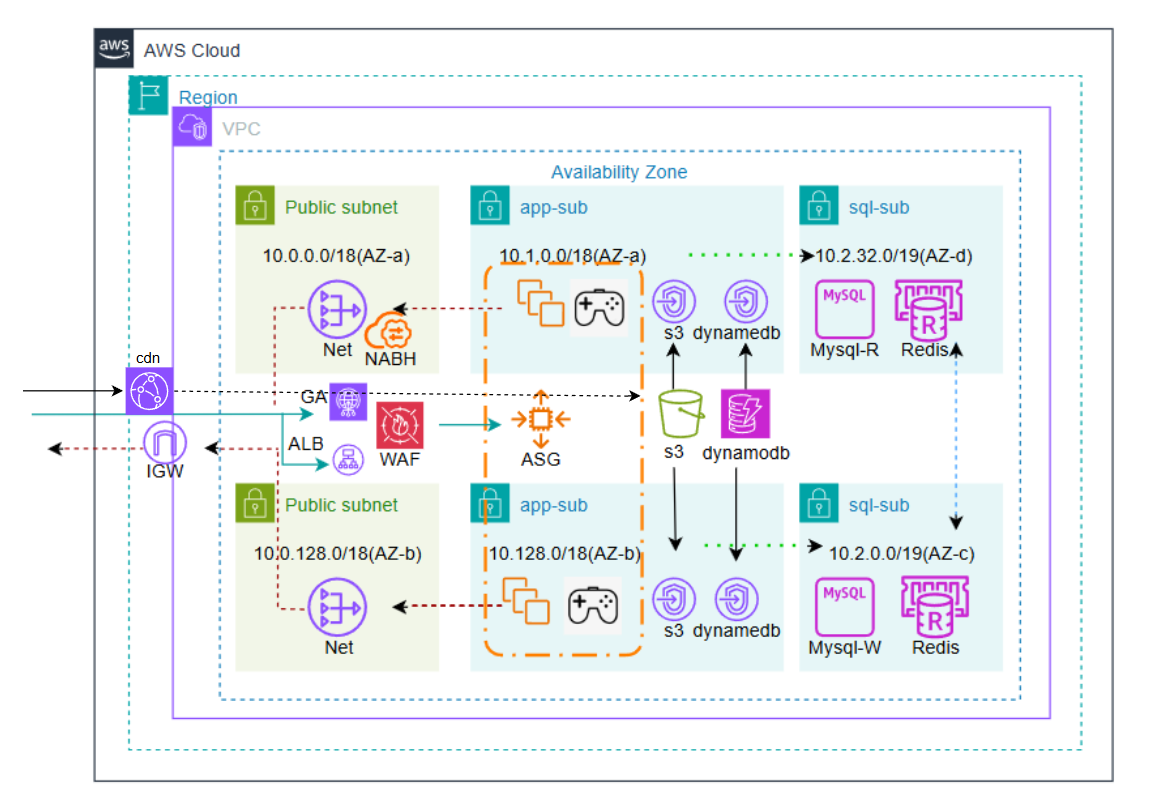 aws
AWS Cloud
Region
VPC
Availability Zone
Public subnet
app-sub
sql-sub
10.0.0.0/18(AZ-a)
10.1.0.0/18(AZ-a)
10.2.32.0/19(AZ-d)
MySQL
R
Net
NABH
s3
dynamedb
Mysql-R
Redis
cdn
GA
ALB
WAF
ASG
s3
dynamodb
IGW
Public subnet
app-sub
sql-sub
10.0.128.0/18(AZ-b)
10.128.0/18(AZ-b)
10.2.0.0/19(AZ-c)
MySQL
R
Net
s3
dynamedb
Mysql-W
Redis